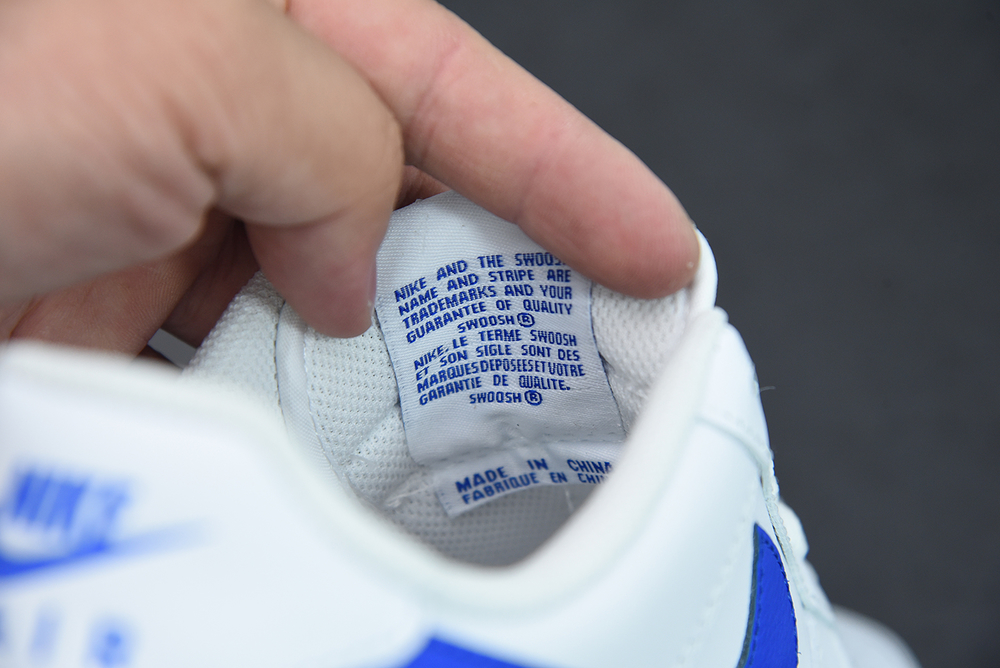 NIKE AND THE SWOOSH
NAME AND STRIPE ARE
TRADEMARKS AND YOUR
GUARANTEE OF QUALITY
SWOOSH®
NIKE, LE TERME SWOOSH
ET SON SIGLE SONT DES
MARQUES DEPOSEES ET VOTRE
GARANTIE DE QUALITE.
SWOOSH®
MADE IN CHINA
FABRIQUE EN
NIKE
AIR